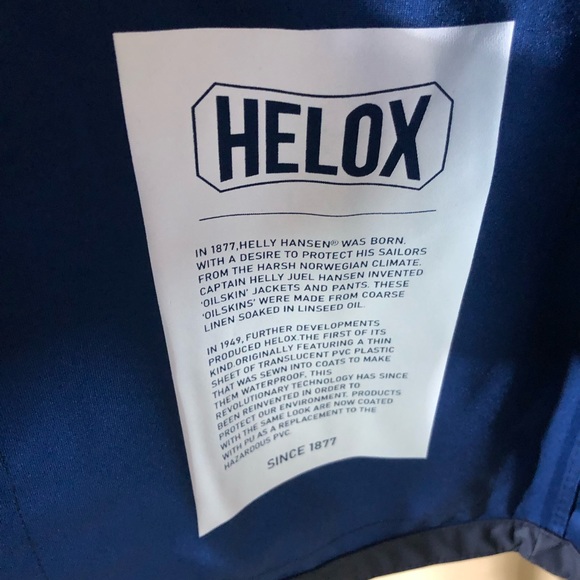 HELOX
IN 1877,HELLY HANSEN® WAS BORN.
WITH A DESIRE TO PROTECT HIS SAILORS
FROM THE HARSH NORWEGIAN CLIMATE.
CAPTAIN HELLY JUEL HANSEN INVENTED
'OILSKIN' JACKETS AND PANTS. THESE
'OILSKINS' WERE MADE FROM COARSE
LINEN SOAKED IN LINSEED OIL.
IN 1949, FURTHER DEVELOPMENTS
PRODUCED HELOX.THE FIRST OF ITS
KIND ORIGINALLY FEATURING A THIN
SHEET OF TRANSLUCENT PVC PLASTIC
THAT WAS SEWN INTO COATS TO MAKE
THEM WATERPROOF. THIS
REVOLUTIONARY TECHNOLOGY HAS SINCE
BEEN REINVENTED IN ORDER TO
PROTECT OUR ENVIRONMENT. PRODUCTS
WITH THE SAME LOOK ARE NOW COATED
WITH PU AS A REPLACEMENT TO THE
HAZARDOUS PVC.
SINCE 1877